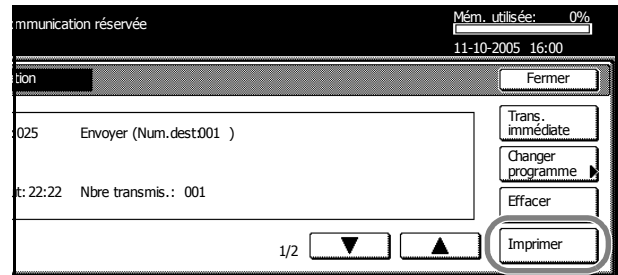 mmunication réservée
Mém. utilisée: 0%
11-10-2005 16:00
tion
Fermer
:025 Envoyer (Num.dest:001 )
ut: 22:22 Nbre transmis.: 001
Trans.
immédiate
Changer
programme
Effacer
1/2
Imprimer